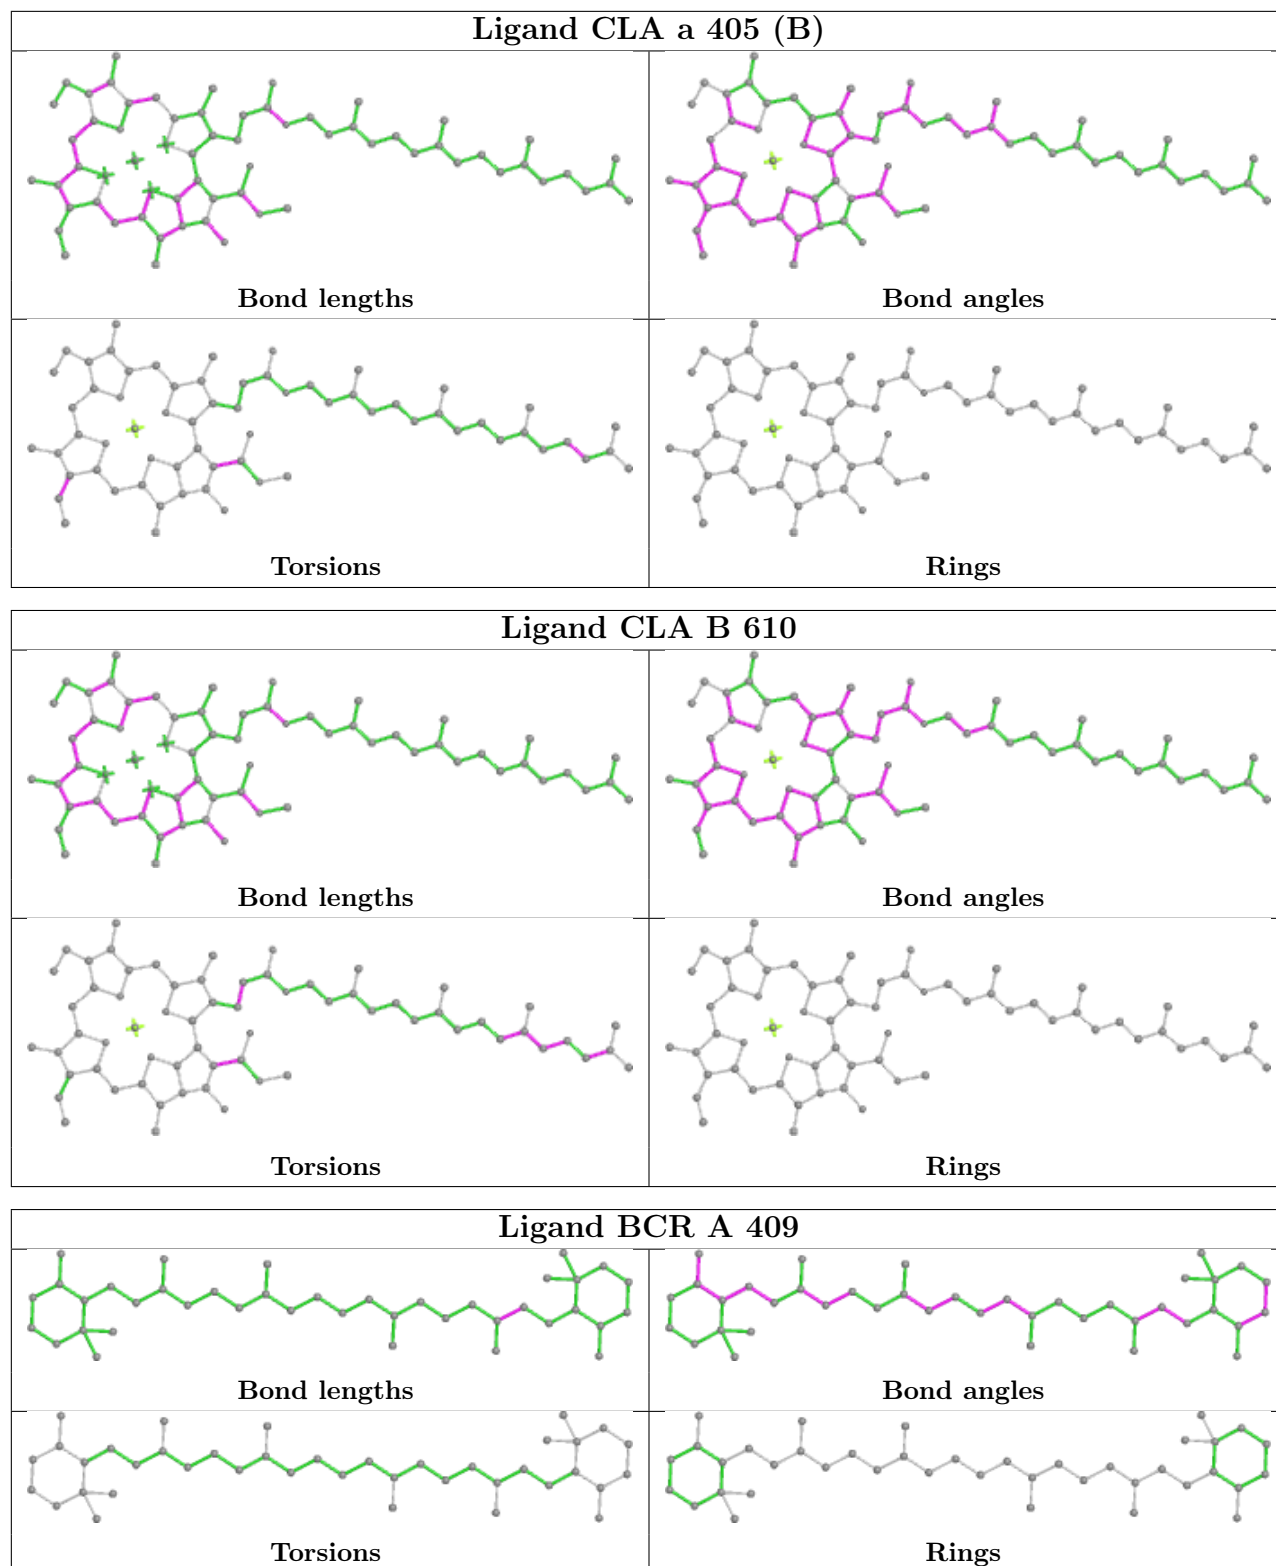 Ligand CLA a 405 (B)
Bond lengths
Bond angles
Torsions
Rings
Ligand CLA B 610
Bond lengths
Bond angles
Torsions
Rings
Ligand BCR A 409
Bond lengths
Bond angles
Torsions
Rings